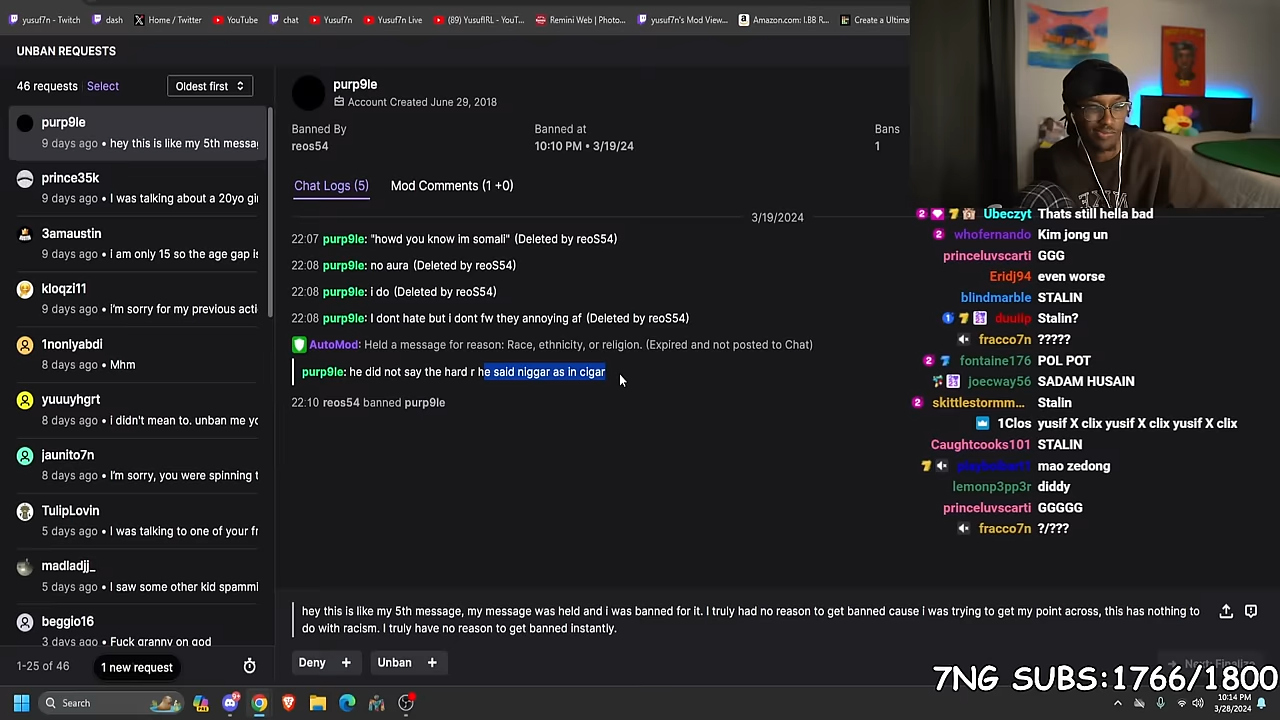 yusuf7n - Twitch
dash
Home / Twitter
YouTube
chat
Yusuf7n
Yusuf7n Live
(89) YusufIRL - YouT...
Remini Web | Photo...
yusuf7n's Mod View...
Amazon.com: I.BB R...
Create a Ultima
UNBAN REQUESTS
46 requests Select Oldest first
purp9le
9 days ago • hey this is like my 5th messa
prince35k
9 days ago • I was talking about a 20yo gi
3amaustin
9 days ago • I am only 15 so the age gap is
kloqzi11
9 days ago • I'm sorry for my previous acti
1nonlyabdi
8 days ago • Mhm
yuuuyhgrt
8 days ago • i didn't mean to. unban me yo
jaunito7n
8 days ago • I'm sorry, you were spinning t
TulipLovin
5 days ago • I was talking to one of your fr
madladjj_
5 days ago • I saw some other kid spamml
beggio16
3 days ago • Fuck granny on god
1-25 of 46
1 new request
purp9le
Account Created June 29, 2018
Banned By
reos54
Banned at
10:10 PM • 3/19/24
Bans
1
Chat Logs (5)
Mod Comments (1 +0)
3/19/2024
22:07 purp9le: "howd you know im somali" (Deleted by reoS54)
22:08 purp9le: no aura (Deleted by reoS54)
22:08 purp9le: i do (Deleted by reoS54)
22:08 purp9le: I dont hate but i dont fw they annoying af (Deleted by reoS54)
AutoMod: Held a message for reason: Race, ethnicity, or religion. (Expired and not posted to Chat)
purp9le: he did not say the hard r he said niggar as in cigar
22:10 reos54 banned purp9le
hey this is like my 5th message, my message was held and i was banned for it. I truly had no reason to get banned cause i was trying to get my point across, this has nothing to
do with racism. I truly have no reason to get banned instantly.
Deny +
Unban +
Next: Finalize
Ubeczyt Thats still hella bad
whofernando Kim jong un
princeluvscarti GGG
Eridj94 even worse
blindmarble STALIN
duulip Stalin?
fracco7n ?????
fontaine176 POL POT
joecway56 SADAM HUSAIN
skittlestormm... Stalin
1Clos yusif X clix yusif X clix yusif X clix
Caughtcooks101 STALIN
mao zedong
lemonp3pp3r diddy
princeluvscarti GGGGG
fracco7n ?/???
7NG SUBS:1766/1800
Search
10:14 PM
3/28/2024